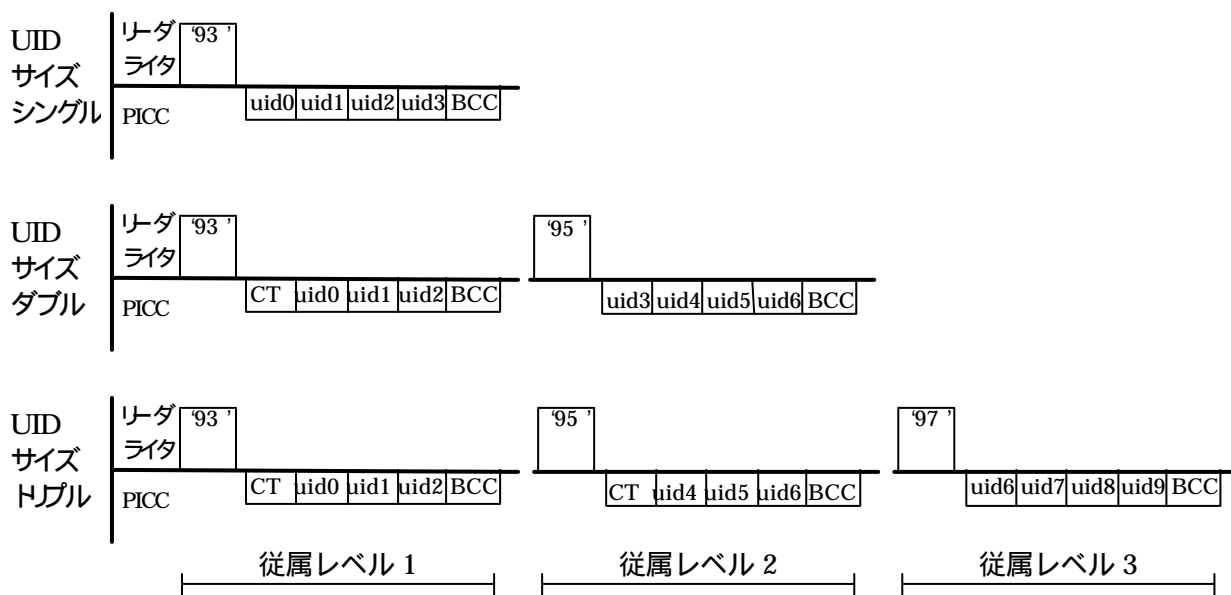 UID
サイズ
シングル
リーダ
ライタ
PICC
‘93 ’
uid0 uid1 uid2 uid3 BCC
UID
サイズ
ダブル
リーダ
ライタ
PICC
‘93 ’
CT uid0 uid1 uid2 BCC
‘95 ’
uid3 uid4 uid5 uid6 BCC
UID
サイズ
トリプル
リーダ
ライタ
PICC
‘93 ’
CT uid0 uid1 uid2 BCC
‘95 ’
CT uid4 uid5 uid6 BCC
‘97 ’
uid6 uid7 uid8 uid9 BCC
従属レベル 1
従属レベル 2
従属レベル 3